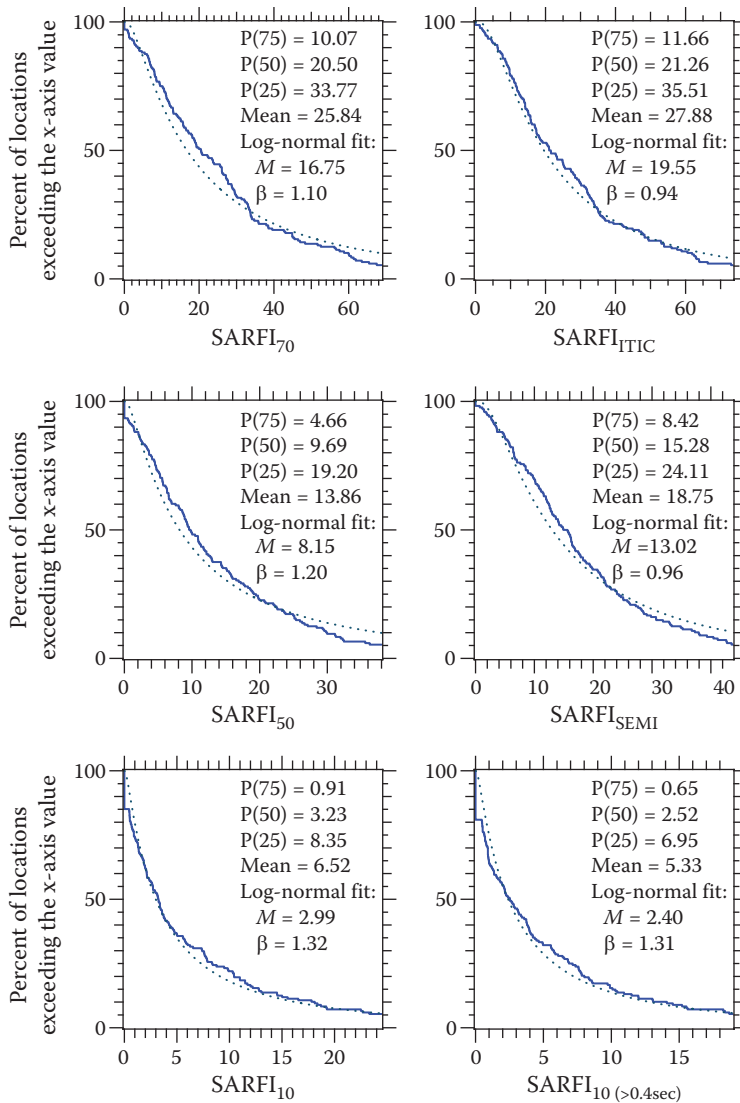 Percent of locations
exceeding the x-axis value
100
50
0
P(75) = 10.07
P(50) = 20.50
P(25) = 33.77
Mean = 25.84
Log-normal fit:
M = 16.75
β = 1.10
0 20 40 60
SARFI70
100
50
0
P(75) = 11.66
P(50) = 21.26
P(25) = 35.51
Mean = 27.88
Log-normal fit:
M = 19.55
β = 0.94
0 20 40 60
SARFIITIC
Percent of locations
exceeding the x-axis value
100
50
0
P(75) = 4.66
P(50) = 9.69
P(25) = 19.20
Mean = 13.86
Log-normal fit:
M = 8.15
β = 1.20
0 10 20 30
SARFI50
100
50
0
P(75) = 8.42
P(50) = 15.28
P(25) = 24.11
Mean = 18.75
Log-normal fit:
M =13.02
β = 0.96
0 10 20 30 40
SARFISEMI
Percent of locations
exceeding the x-axis value
100
50
0
P(75) = 0.91
P(50) = 3.23
P(25) = 8.35
Mean = 6.52
Log-normal fit:
M = 2.99
β = 1.32
0 5 10 15 20
SARFI10
100
50
0
P(75) = 0.65
P(50) = 2.52
P(25) = 6.95
Mean = 5.33
Log-normal fit:
M = 2.40
β = 1.31
0 5 10 15
SARFI10 (>0.4sec)